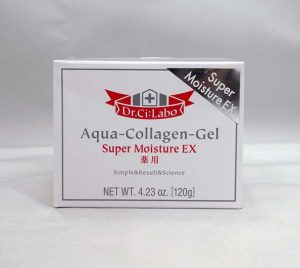 Super
Moisture EX
Dr.Ci:Labo
Aqua-Collagen-Gel
Super Moisture EX
薬用
Simple&Result&Science
NET WT. 4.23 oz. [120g]